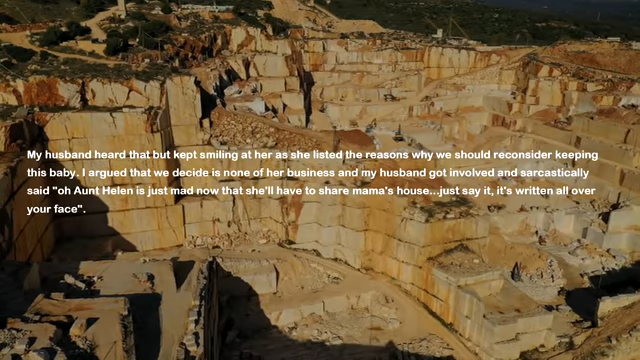 My husband heard that but kept smiling at her as she listed the reasons why we should reconsider keeping
this baby. I argued that we decide is none of her business and my husband got involved and sarcastically
said "oh Aunt Helen is just mad now that she'll have to share mama's house...just say it, it's written all over
your face".